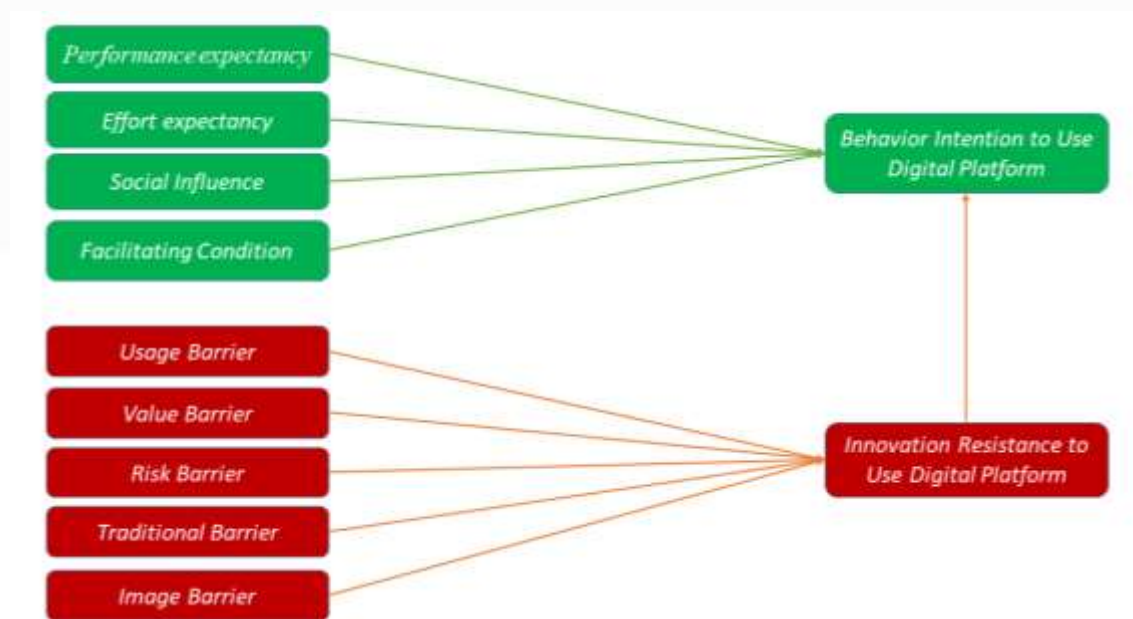 Performance expectancy
Effort expectancy
Social Influence
Facilitating Condition
Behavior Intention to Use
Digital Platform
Usage Barrier
Value Barrier
Risk Barrier
Traditional Barrier
Image Barrier
Innovation Resistance to
Use Digital Platform